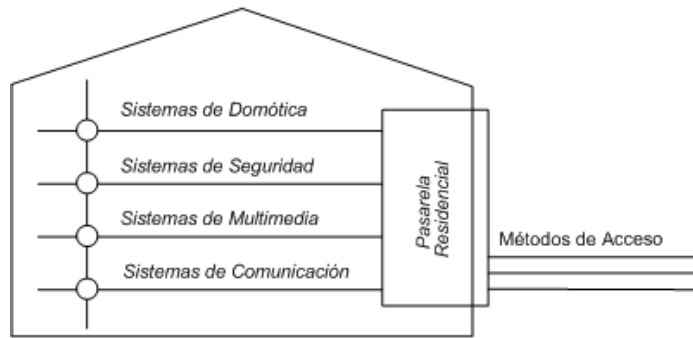 Sistemas de Domótica
Sistemas de Seguridad
Sistemas de Multimedia
Sistemas de Comunicación
Pasarela
Residencial
Métodos de Acceso